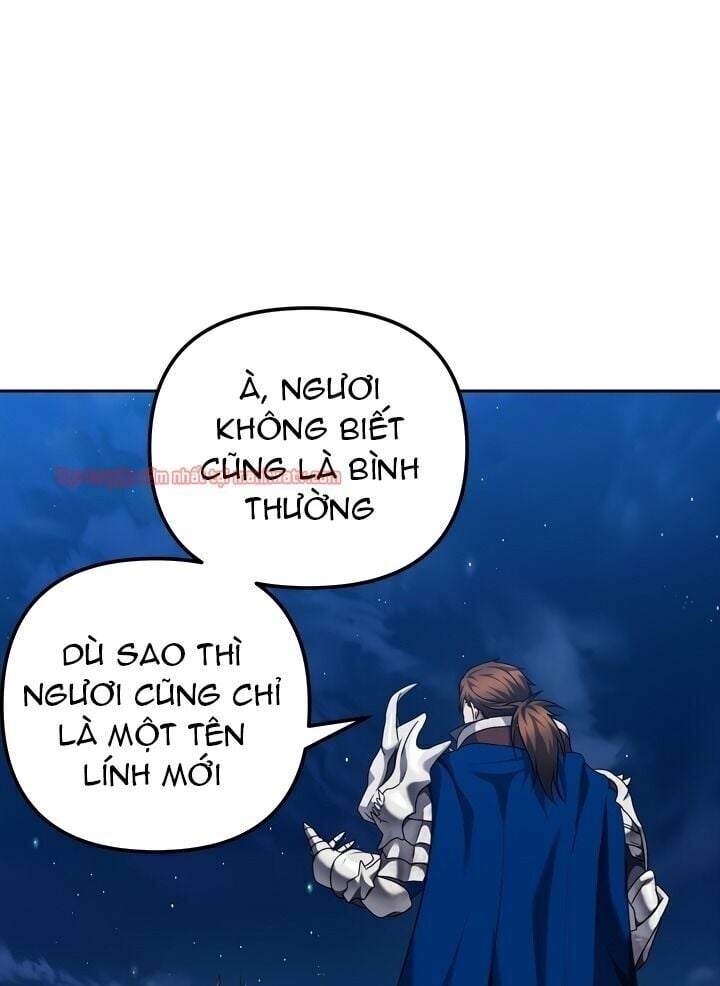 À, NGƯƠI
KHÔNG BIẾT
CŨNG LÀ BÌNH
THƯỜNG
DÙ SAO THÌ
NGƯƠI CŨNG CHỈ
LÀ MỘT TÊN
LÍNH MỚI